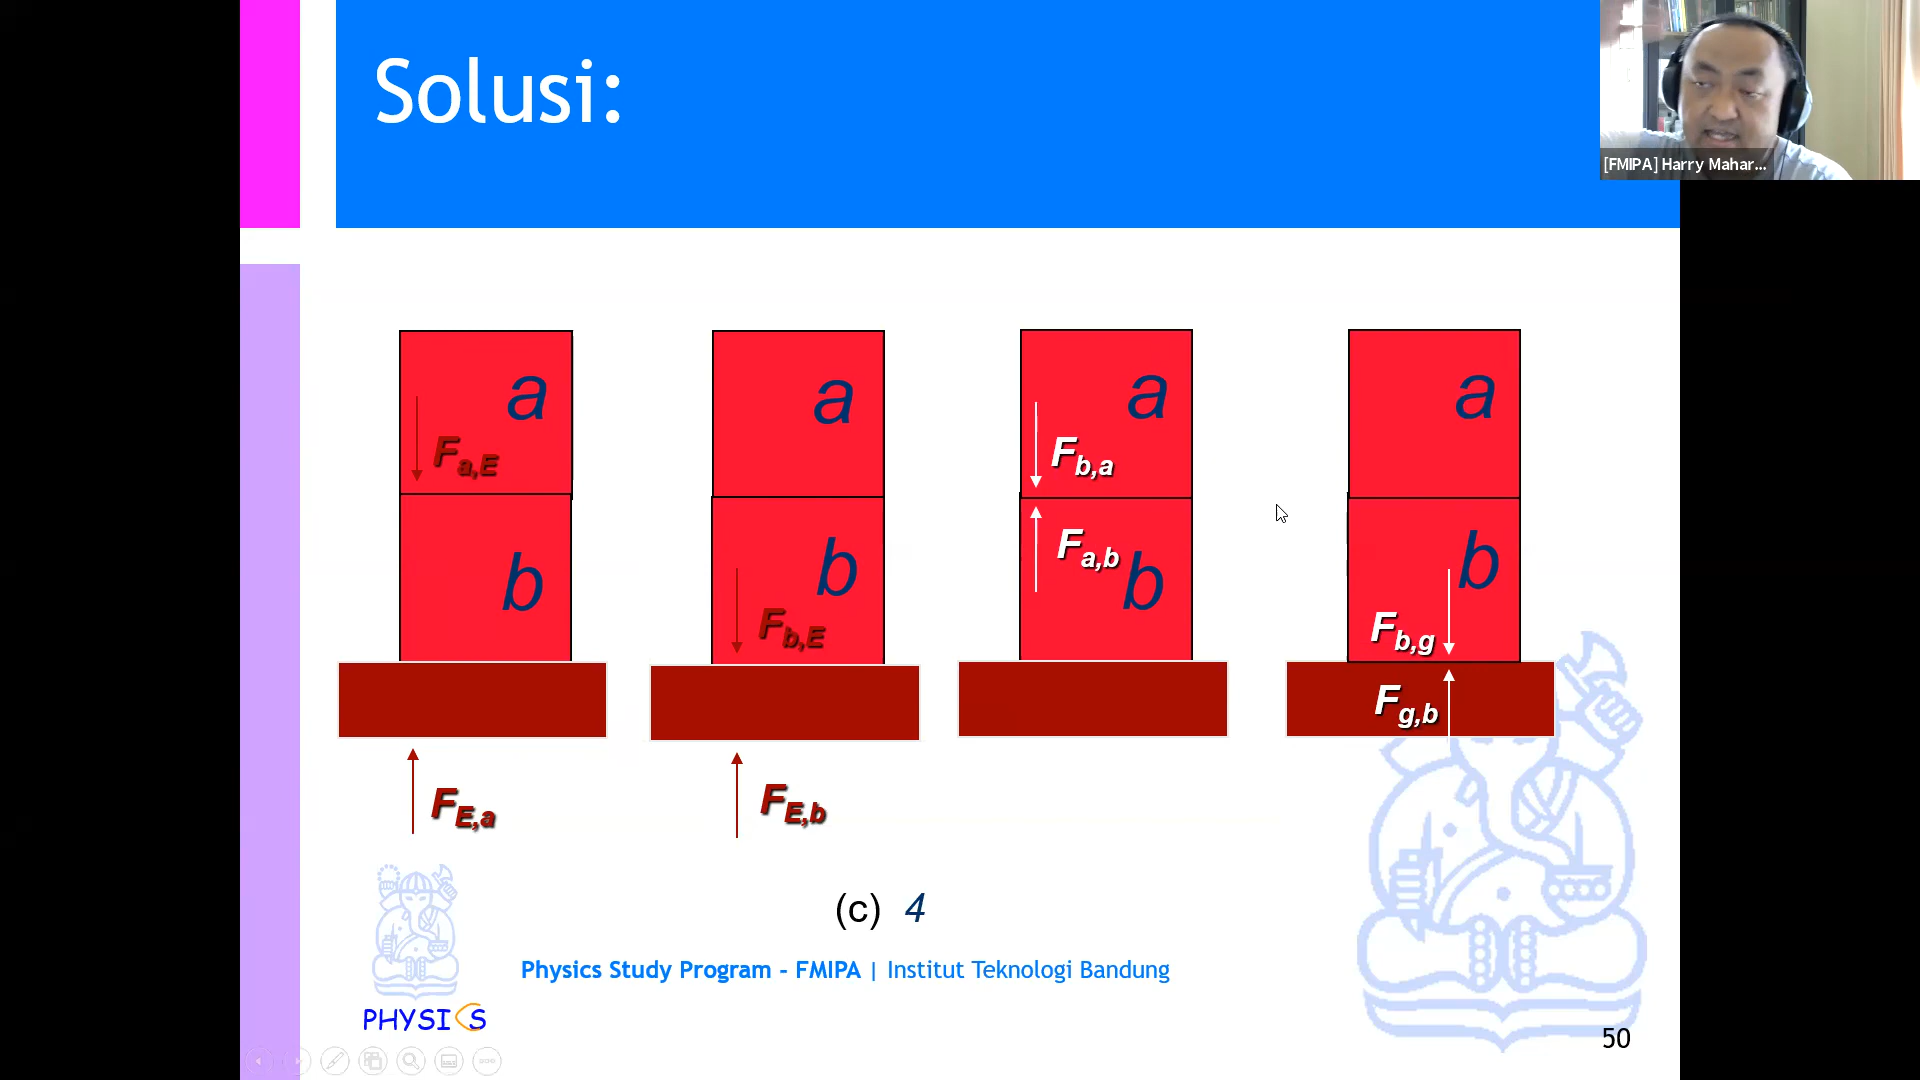 Solusi:
[FMIPA] Harry Mahar...
a
a
a
a
F a,E
F b,a
F a,b
b
b
b
b
F b,E
F b,g
F g,b
F E,a
F E,b
(c) 4
Physics Study Program - FMIPA | Institut Teknologi Bandung
PHYSICS
50